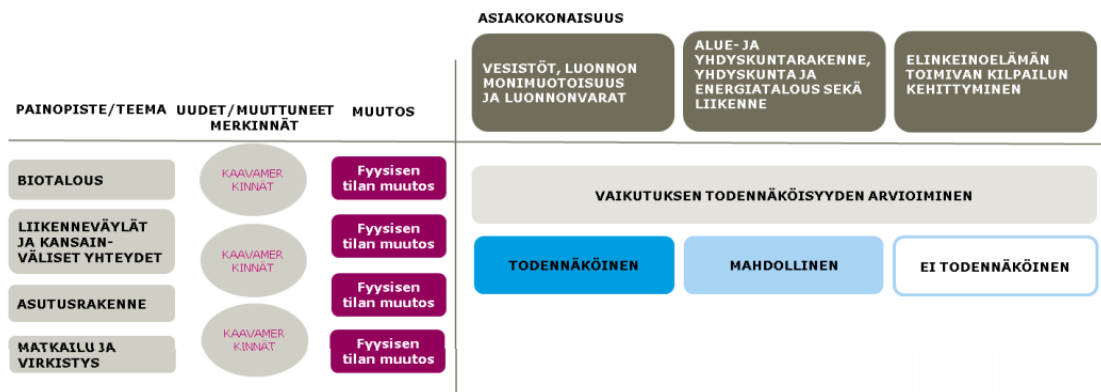 ASIAKOKONAISUUS
VESISTÖT, LUONNON
MONIMUOTOISUUS
JA LUONNONVARAT
ALUE- JA
YHDYSKUNTARAKENNE,
YHDYSKUNTA JA
ENERGIATALOUS SEKÄ
LIIKENNE
ELINKEINOELÄMÄN
TOIMIVAN KILPAILUN
KEHITTYMINEN
PAINOPISTE/TEEMA
UUDET/MUUTTUNEET
MERKINNÄT
MUUTOS
BIOTALOUS
LIIKENNEVÄYLÄT
JA KANSAIN-
VÄLISET YHTEYDET
ASUTUSRAKENNE
MATKAILU JA
VIRKISTYS
KAAVAMER
KINNÄT
KAAVAMER
KINNÄT
KAAVAMER
KINNÄT
Fyysisen
tilan muutos
Fyysisen
tilan muutos
Fyysisen
tilan muutos
Fyysisen
tilan muutos
VAIKUTUKSEN TODENNÄKÖISYYDEN ARVIOIMINEN
TODENNÄKÖINEN
MAHDOLLINEN
EI TODENNÄKÖINEN